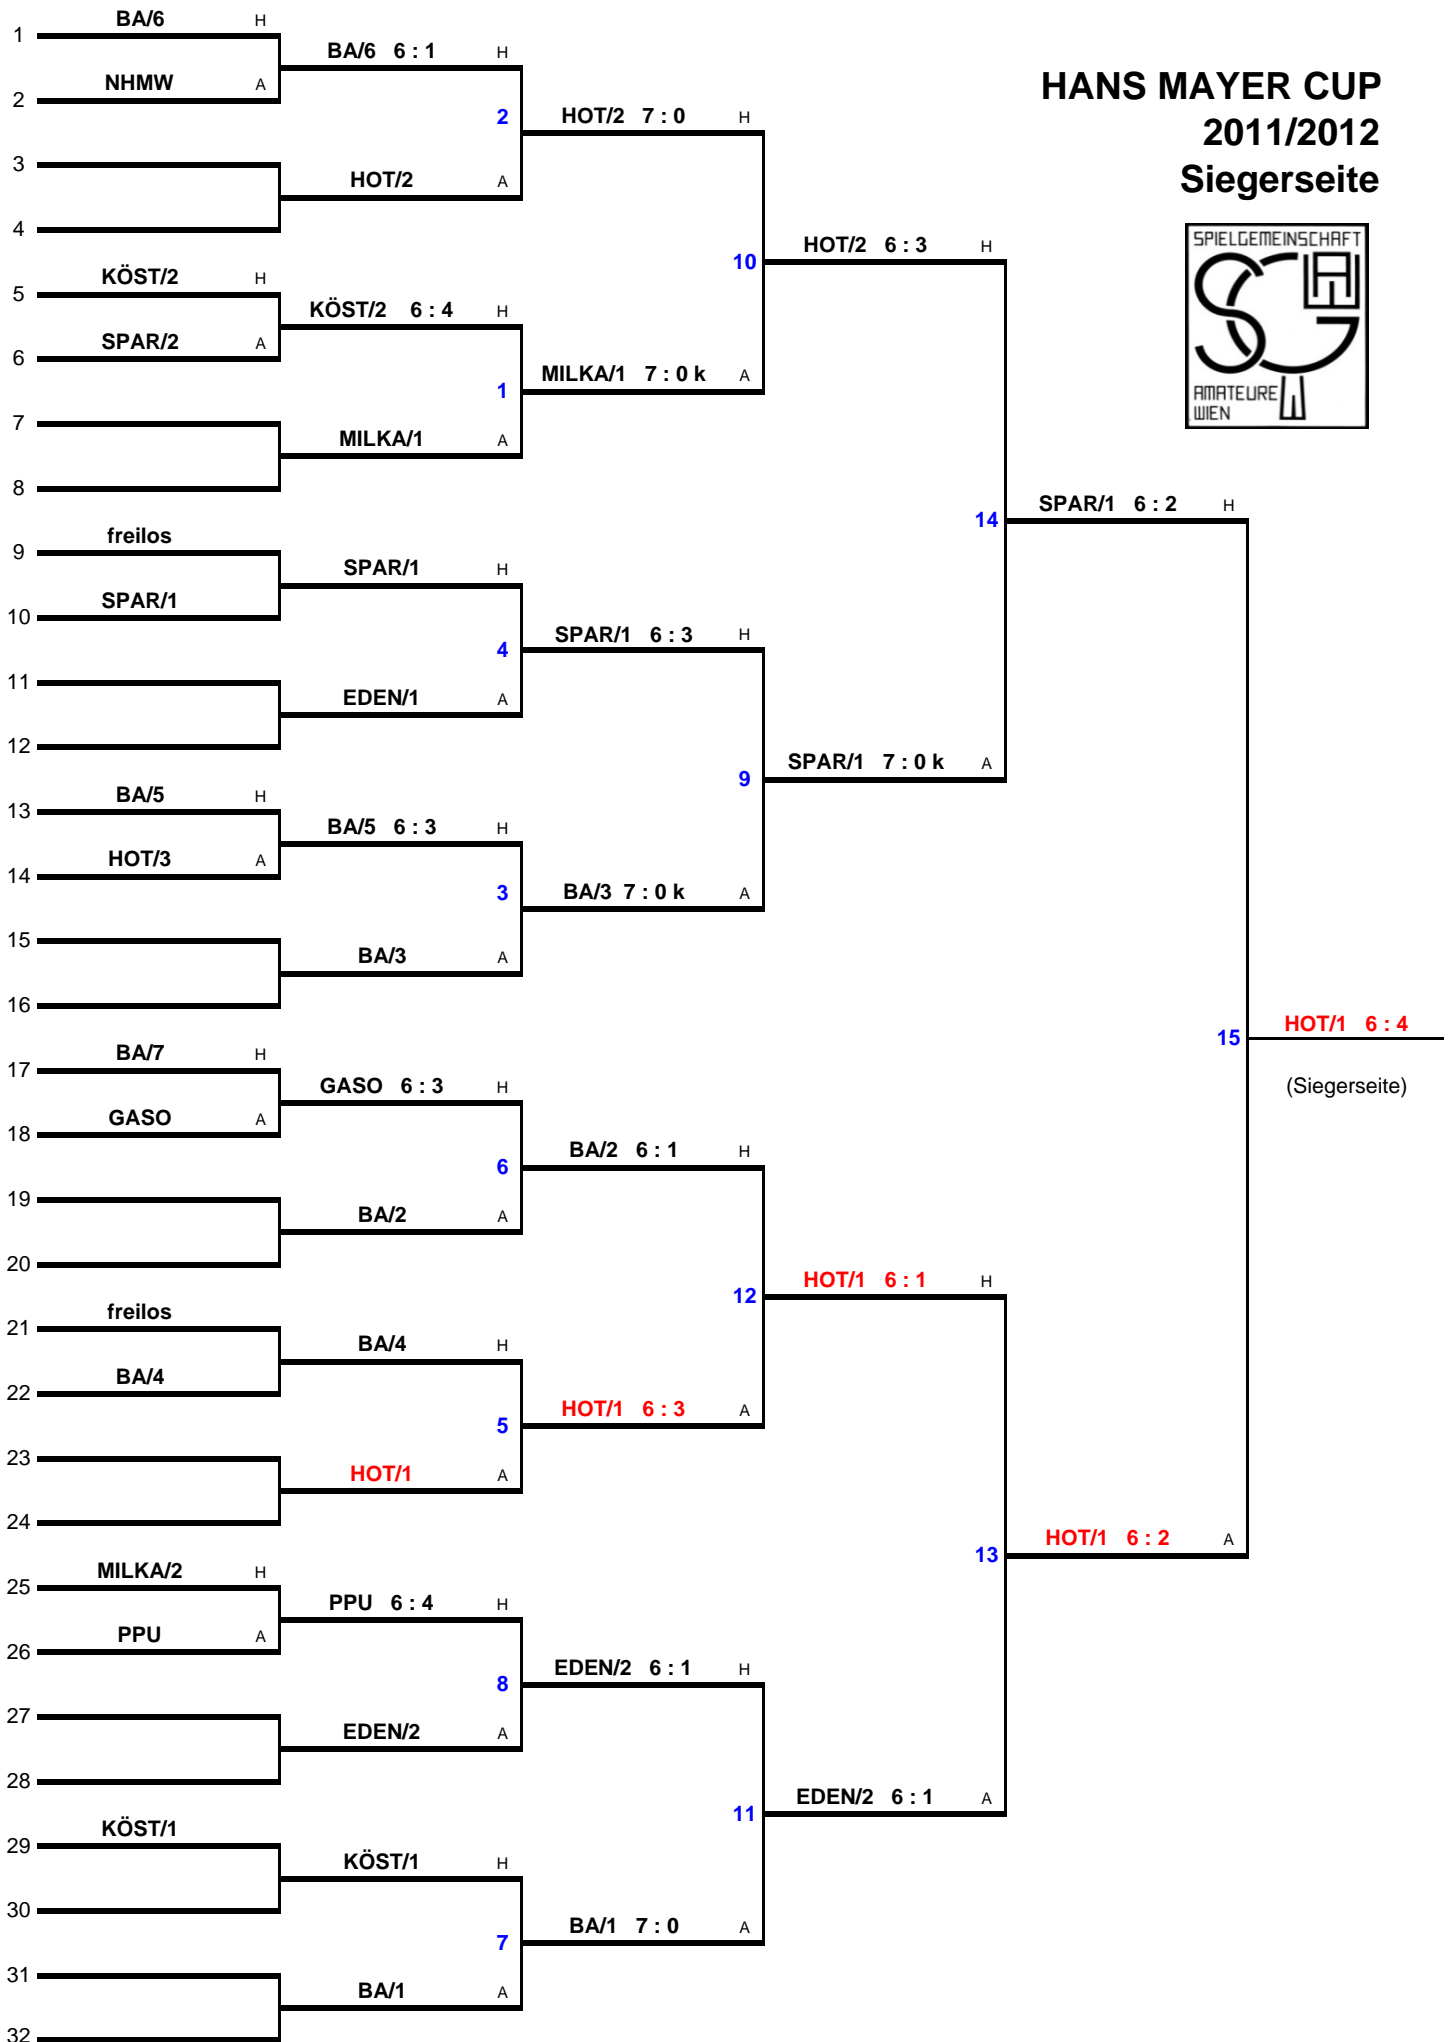 HANS MAYER CUP
2011/2012
Siegerseite
SPIELGEMEINSCHAFT
SG AW
AMATEURE
WIEN
1 BA/6 H
BA/6 6 : 1 H
2 NHMW A
2
HOT/2 7 : 0 H
3
HOT/2 A
4
10
HOT/2 6 : 3 H
5 KÖST/2 H
KÖST/2 6 : 4 H
6 SPAR/2 A
1
MILKA/1 7 : 0 k A
7
MILKA/1 A
8
14
SPAR/1 6 : 2 H
9 freilos
SPAR/1 H
10 SPAR/1
4
SPAR/1 6 : 3 H
11
EDEN/1 A
12
9
SPAR/1 7 : 0 k A
13 BA/5 H
BA/5 6 : 3 H
14 HOT/3 A
3
BA/3 7 : 0 k A
15
BA/3 A
16
15
HOT/1 6 : 4
(Siegerseite)
17 BA/7 H
GASO 6 : 3 H
18 GASO A
6
BA/2 6 : 1 H
19
BA/2 A
20
12
HOT/1 6 : 1 H
21 freilos
BA/4 H
22 BA/4
5
HOT/1 6 : 3 A
23
HOT/1 A
24
13
HOT/1 6 : 2 A
25 MILKA/2 H
PPU 6 : 4 H
26 PPU A
8
EDEN/2 6 : 1 H
27
EDEN/2 A
28
11
EDEN/2 6 : 1 A
29 KÖST/1
KÖST/1 H
30
7
BA/1 7 : 0 A
31
BA/1 A
32